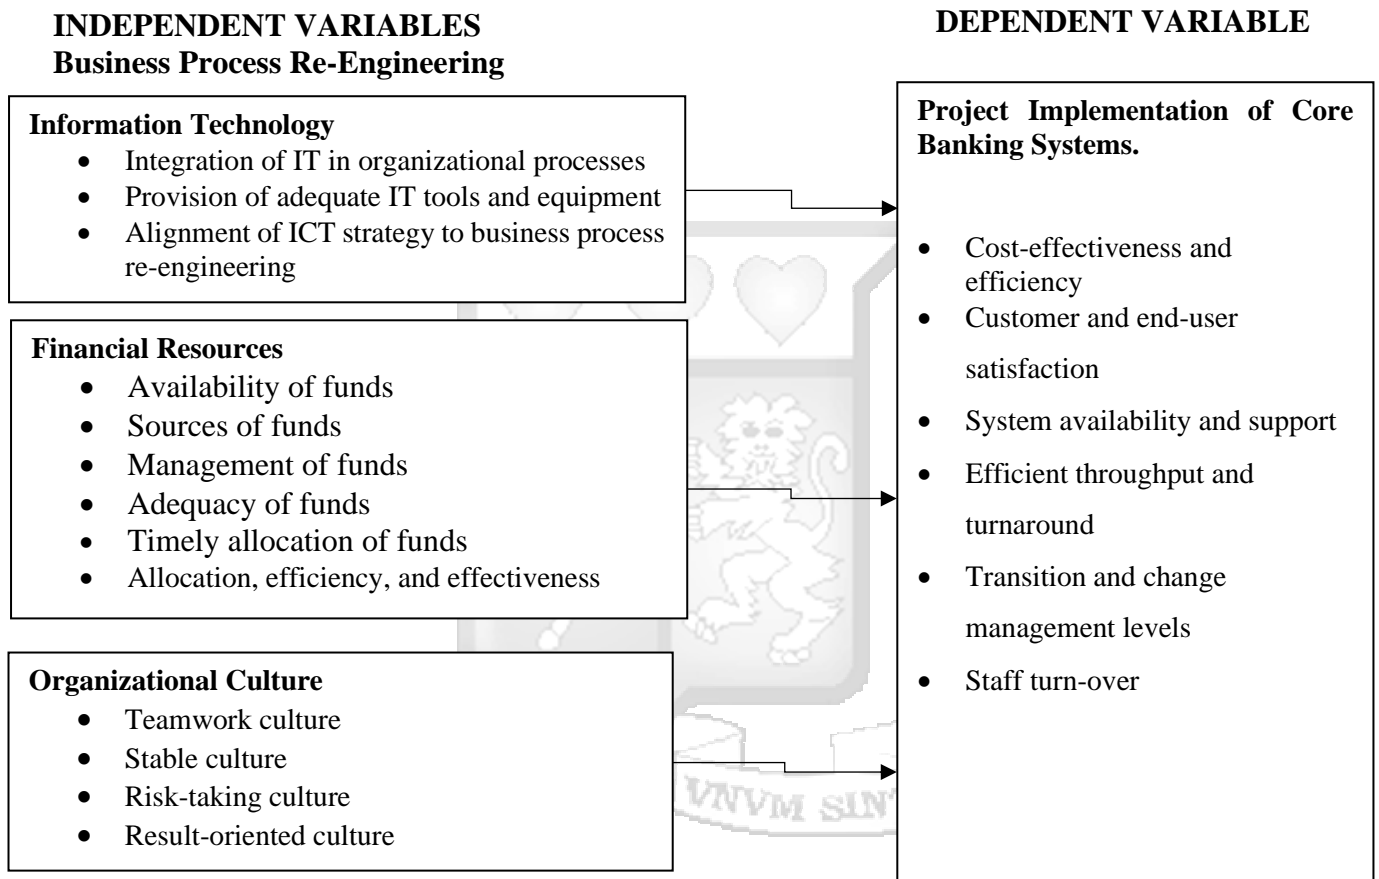 INDEPENDENT VARIABLES
Business Process Re-Engineering
Information Technology
• Integration of IT in organizational processes
• Provision of adequate IT tools and equipment
• Alignment of ICT strategy to business process
re-engineering
Financial Resources
• Availability of funds
• Sources of funds
• Management of funds
• Adequacy of funds
• Timely allocation of funds
• Allocation, efficiency, and effectiveness
Organizational Culture
• Teamwork culture
• Stable culture
• Risk-taking culture
• Result-oriented culture
DEPENDENT VARIABLE
Project Implementation of Core
Banking Systems.
• Cost-effectiveness and
efficiency
• Customer and end-user
satisfaction
• System availability and support
• Efficient throughput and
turnaround
• Transition and change
management levels
• Staff turn-over
VNVM SIN